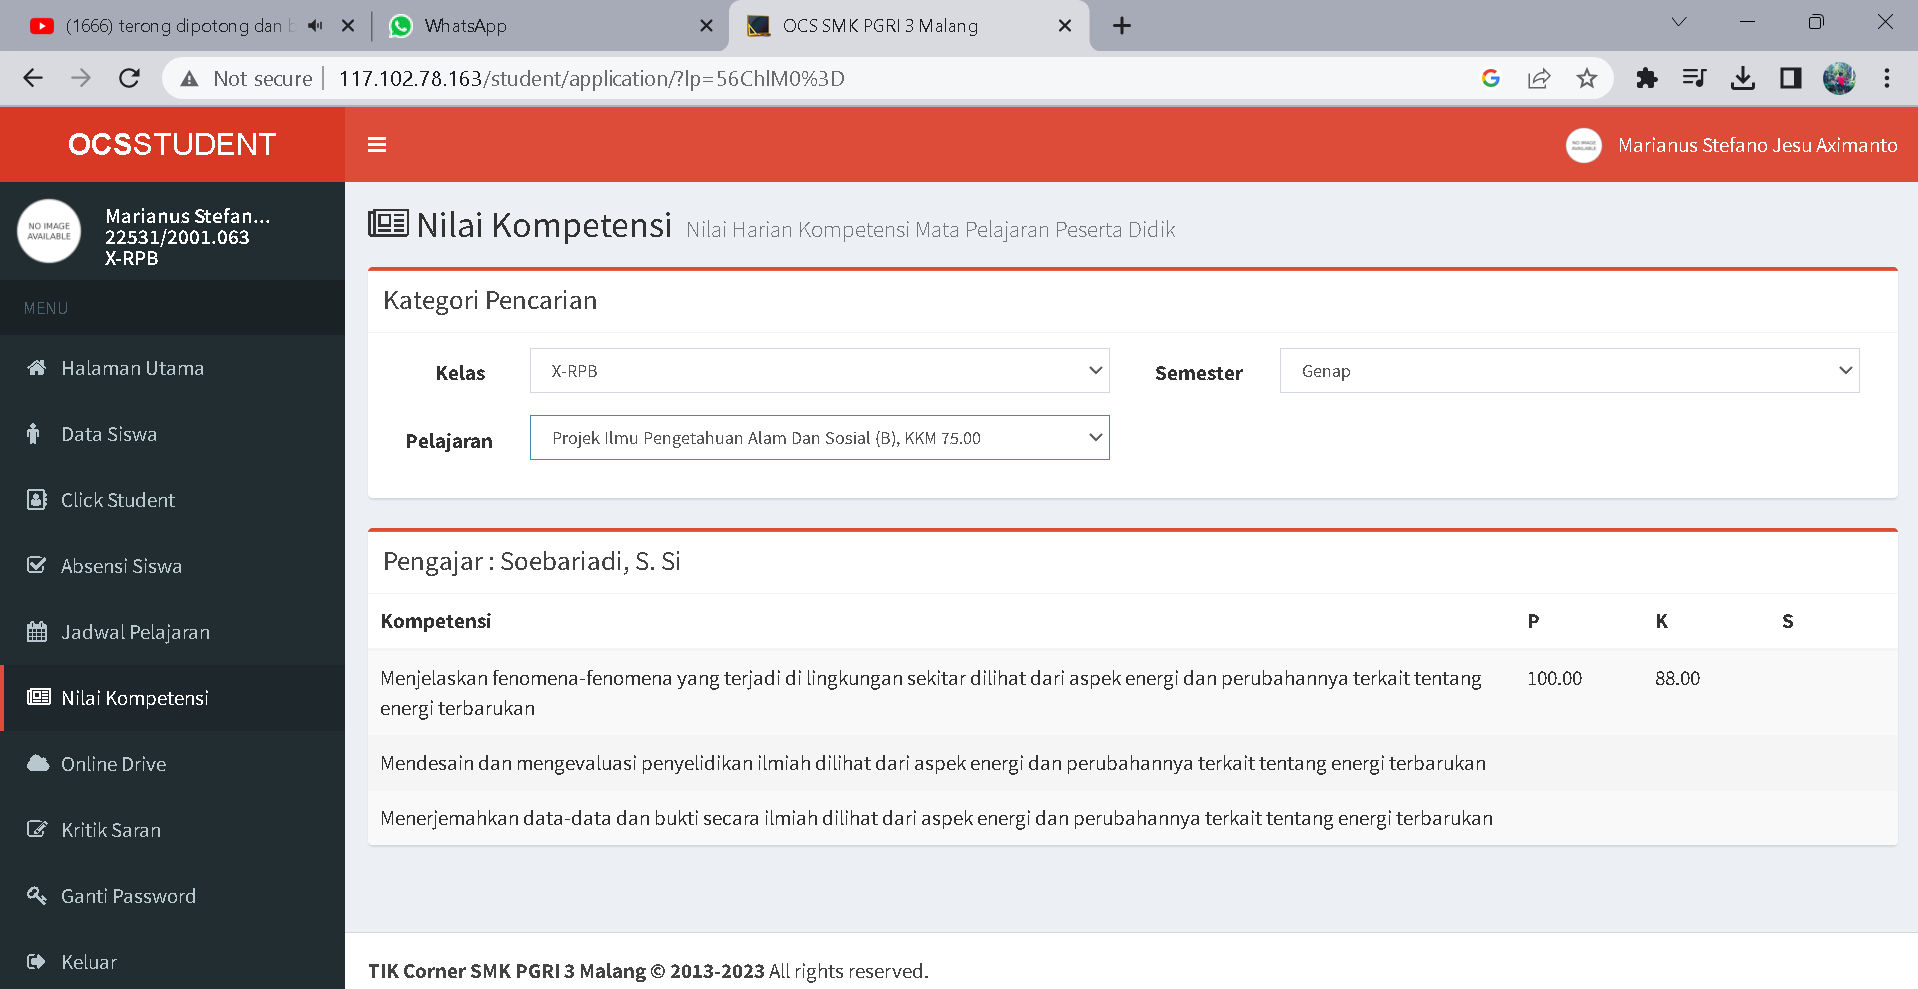 (1666) terong dipotong dan b
WhatsApp
OCS SMK PGRI 3 Malang
Not secure
117.102.78.163/student/application/?lp=56ChlM0%3D
OCSSTUDENT
NO IMAGE AVAILABLE
Marianus Stefano Jesu Aximanto
NO IMAGE
AVAILABLE
Marianus Stefan...
22531/2001.063
X-RPB
MENU
Halaman Utama
Data Siswa
Click Student
Absensi Siswa
Jadwal Pelajaran
Nilai Kompetensi
Online Drive
Kritik Saran
Ganti Password
Keluar
Nilai Kompetensi Nilai Harian Kompetensi Mata Pelajaran Peserta Didik
Kategori Pencarian
Kelas X-RPB Semester Genap
Pelajaran Projek Ilmu Pengetahuan Alam Dan Sosial (B), KKM 75.00
Pengajar : Soebariadi, S. Si
Kompetensi P K S
Menjelaskan fenomena-fenomena yang terjadi di lingkungan sekitar dilihat dari aspek energi dan perubahannya terkait tentang 100.00 88.00
energi terbarukan
Mendesain dan mengevaluasi penyelidikan ilmiah dilihat dari aspek energi dan perubahannya terkait tentang energi terbarukan
Menerjemahkan data-data dan bukti secara ilmiah dilihat dari aspek energi dan perubahannya terkait tentang energi terbarukan
TIK Corner SMK PGRI 3 Malang © 2013-2023 All rights reserved.